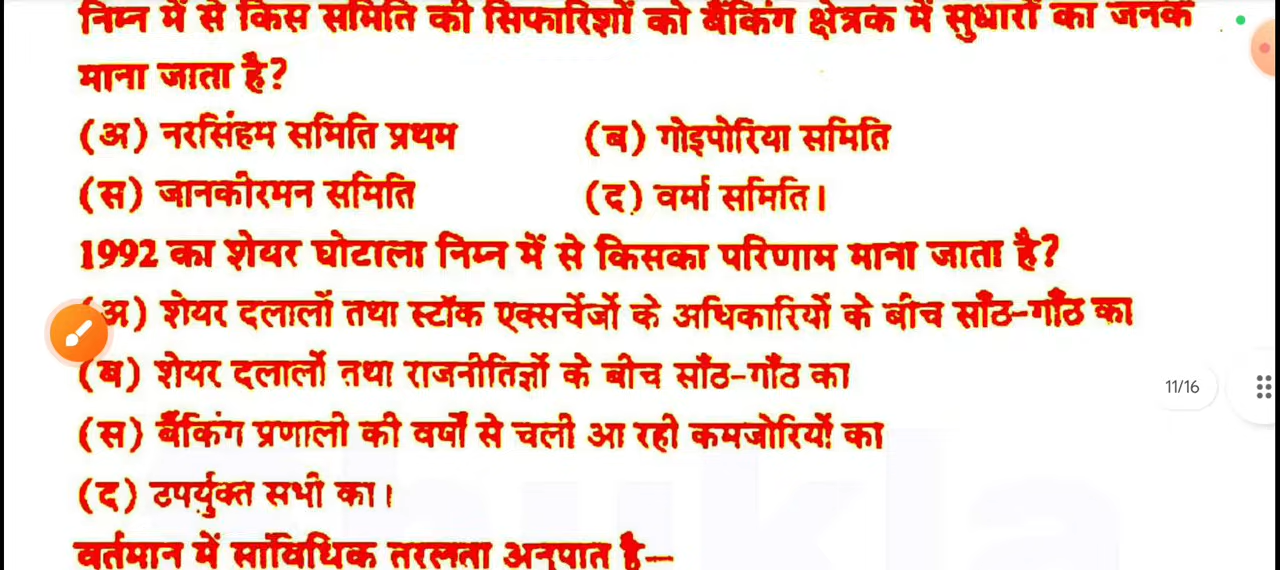 निम्न में से किस समिति की सिफारिशों को बैंकिंग क्षेत्रक में सुधारों का जनक
माना जाता है?
(अ) नरसिंहम समिति प्रथम (ब) गोइपोरिया समिति
(स) जानकीरमन समिति (द) वर्मा समिति।
1992 का शेयर घोटाला निम्न में से किसका परिणाम माना जाता है?
(अ) शेयर दलालों तथा स्टॉक एक्सचेंजों के अधिकारियों के बीच साँठ-गाँठ का
(ब) शेयर दलालों तथा राजनीतिज्ञों के बीच साँठ-गाँठ का
11/16
(स) बैंकिंग प्रणाली की वर्षों से चली आ रही कमजोरियों का
(द) उपर्युक्त सभी का।
वर्तमान में सांविधिक तरलता अनुपात है—